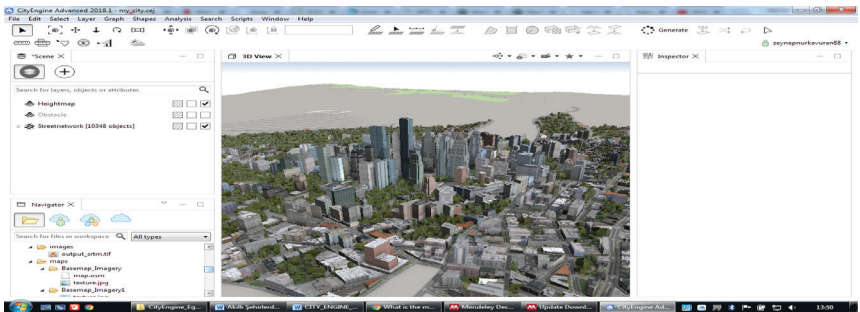 CityEngine Advanced 2018.1 - my_city.cej
File Edit Select Layer Graph Shapes Analysis Search Scripts Window Help
Generate
zeynepnurkavuran88
*Scene
3D View
Inspector
Search for layers, objects or attributes
Heightmap
Obstacle
Streetnetwork [10348 objects]
Navigator
Search for files in workspace
All types
images
output_srtm.tif
maps
Basemap_Imagery
map.osm
texture.jpg
Basemap_Imagery1
CityEngine_Eg...
Akıllı Şehirlerd...
CITY_ENGINE_...
What is the m...
Mendeley Des...
Update Downl...
CityEngine Ad...
13:50